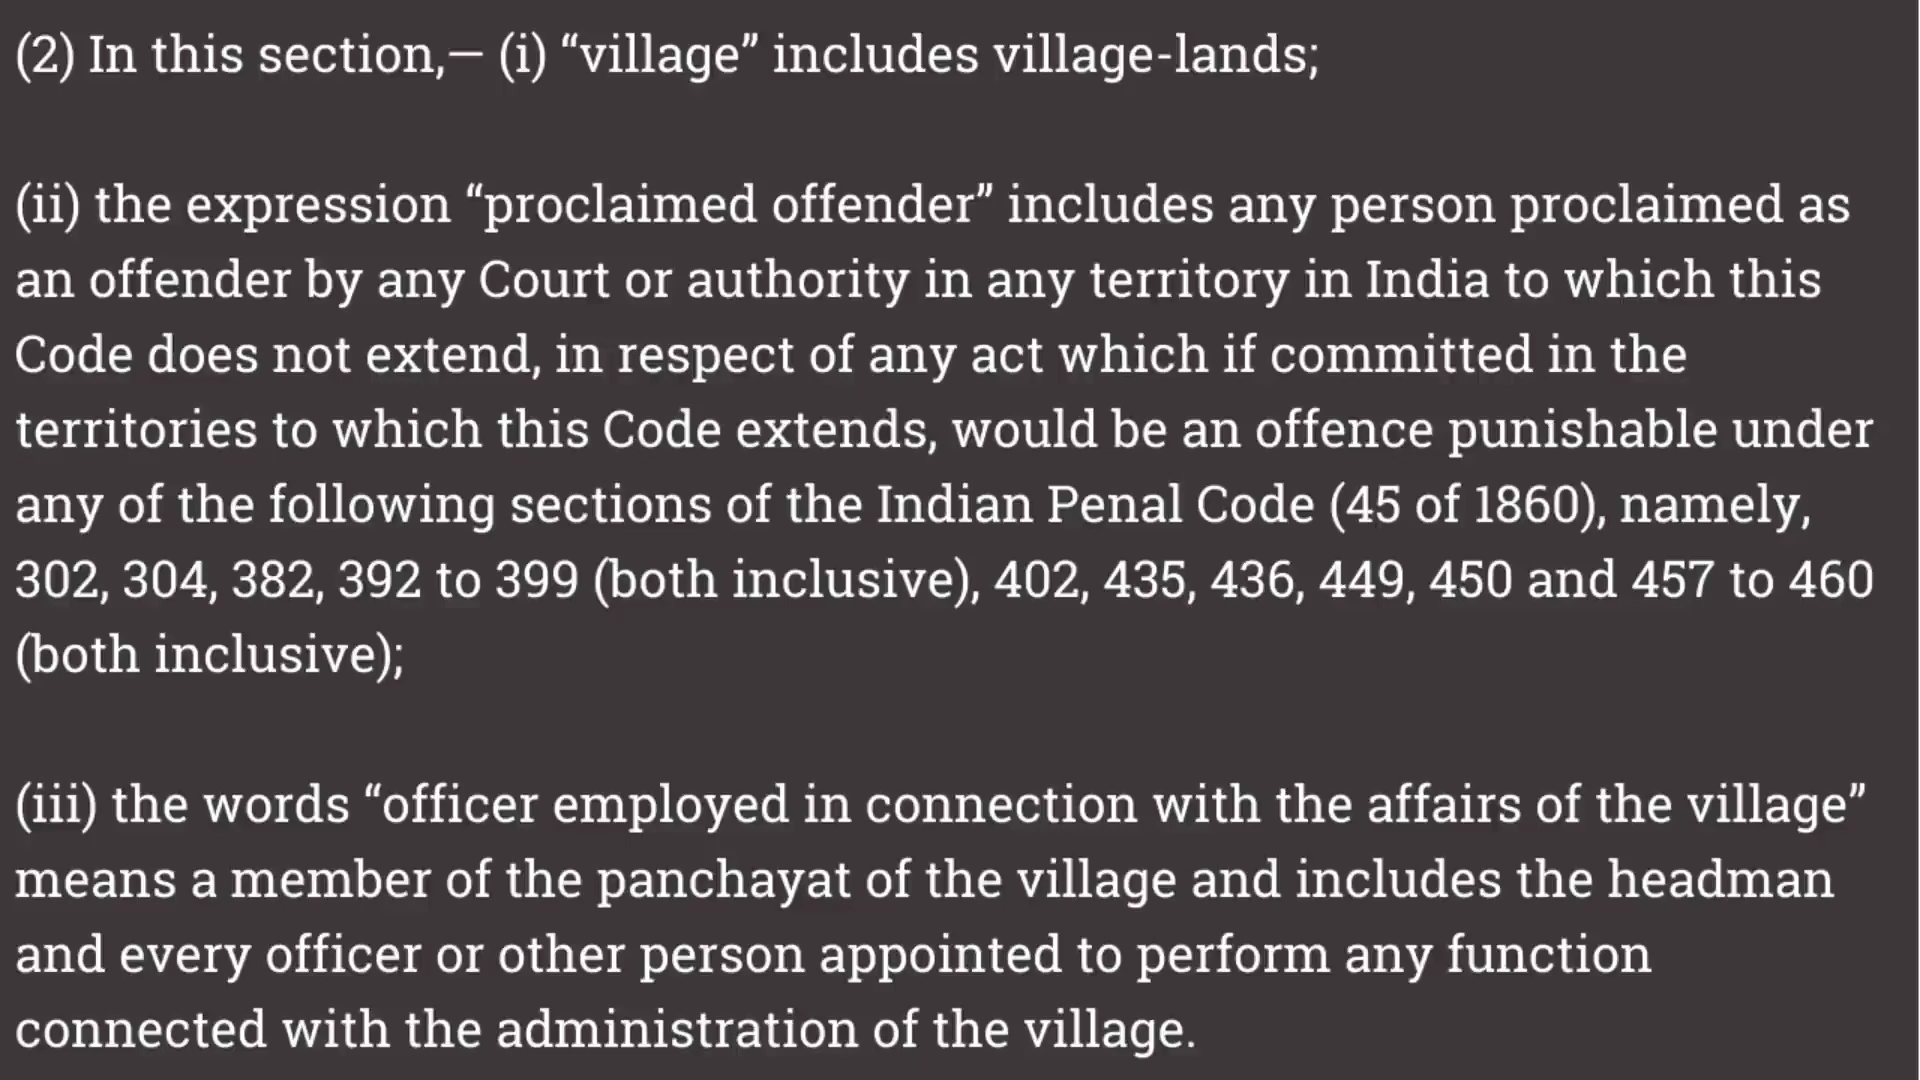 (2) In this section,— (i) “village” includes village-lands;
(ii) the expression “proclaimed offender” includes any person proclaimed as
an offender by any Court or authority in any territory in India to which this
Code does not extend, in respect of any act which if committed in the
territories to which this Code extends, would be an offence punishable under
any of the following sections of the Indian Penal Code (45 of 1860), namely,
302, 304, 382, 392 to 399 (both inclusive), 402, 435, 436, 449, 450 and 457 to 460
(both inclusive);
(iii) the words “officer employed in connection with the affairs of the village”
means a member of the panchayat of the village and includes the headman
and every officer or other person appointed to perform any function
connected with the administration of the village.